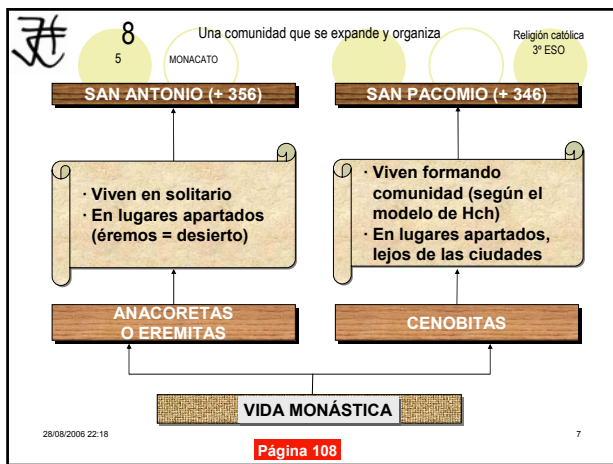 8
Una comunidad que se expande y organiza
Religión católica
3º ESO
5
MONACATO
SAN ANTONIO (+ 356)
SAN PACOMIO (+ 346)
· Viven en solitario
· En lugares apartados
(éremos = desierto)
· Viven formando
comunidad (según el
modelo de Hch)
· En lugares apartados,
lejos de las ciudades
ANACORETAS
O EREMITAS
CENOBITAS
VIDA MONÁSTICA
28/08/2006 22:18
7
Página 108